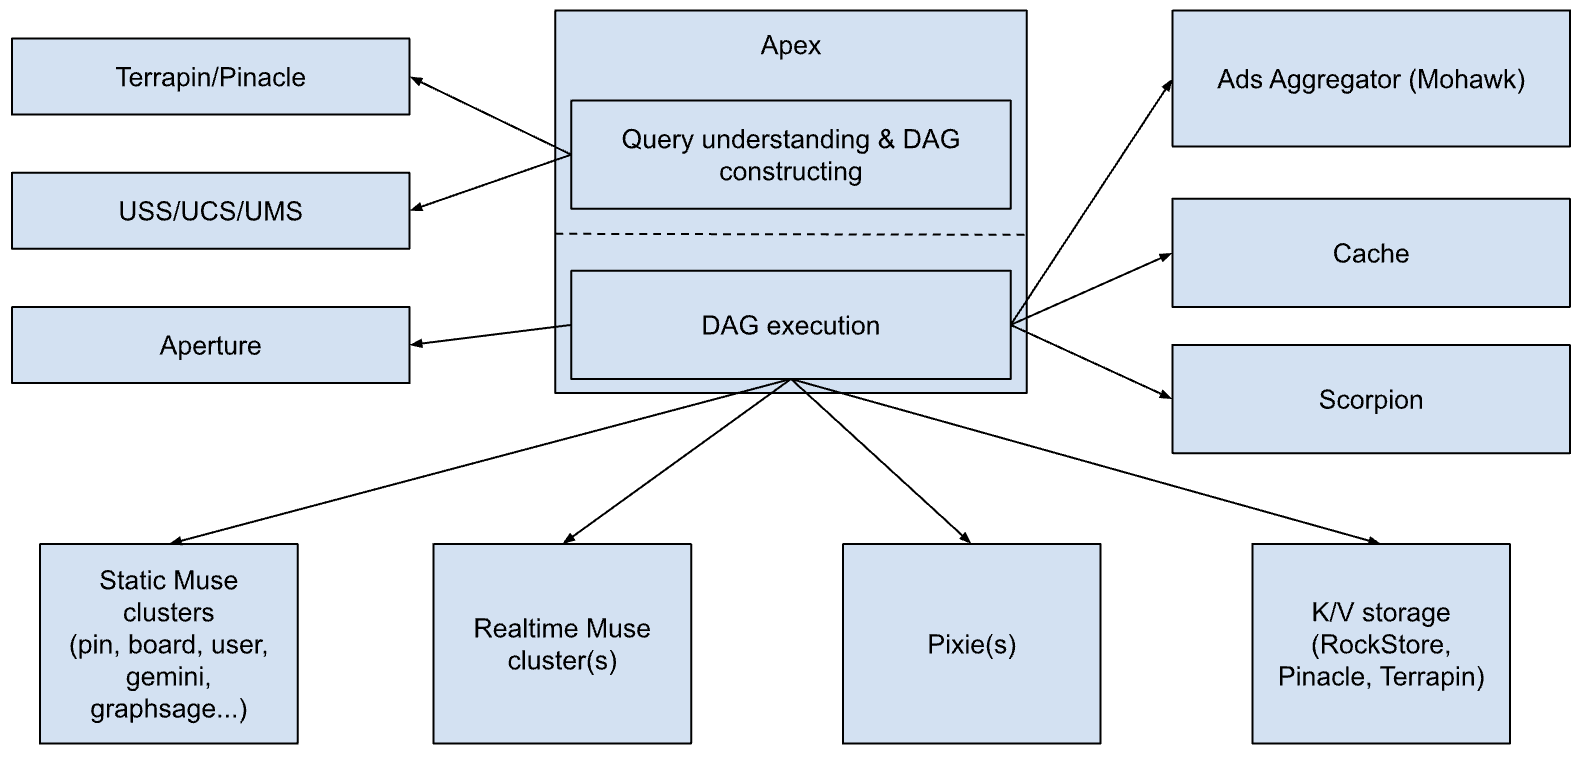 Apex
Terrapin/Pinacle
Ads Aggregator (Mohawk)
Query understanding & DAG
constructing
USS/UCS/UMS
Cache
DAG execution
Aperture
Scorpion
Static Muse
clusters
(pin, board, user,
gemini,
graphsage...)
Realtime Muse
cluster(s)
Pixie(s)
K/V storage
(RockStore,
Pinacle, Terrapin)